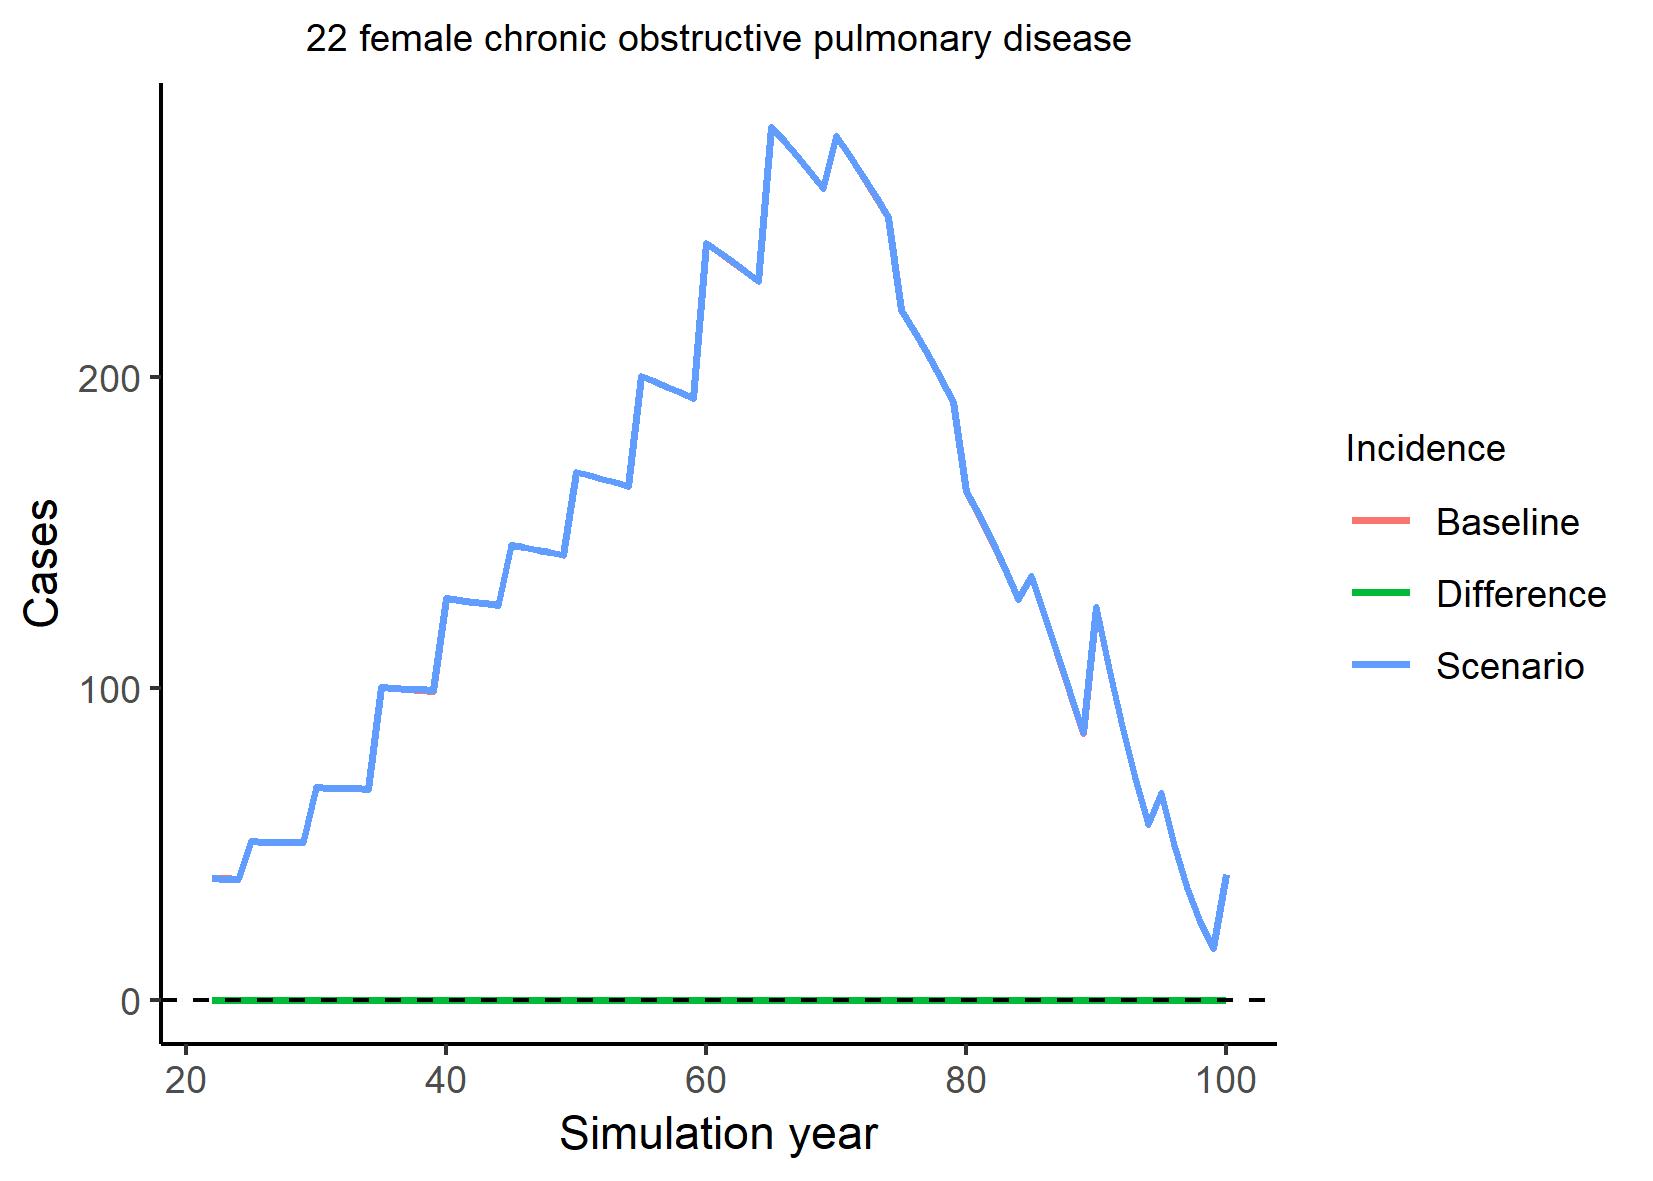 22 female chronic obstructive pulmonary disease
Cases
200
100
0
20 40 60 80 100
Simulation year
Incidence
Baseline
Difference
Scenario